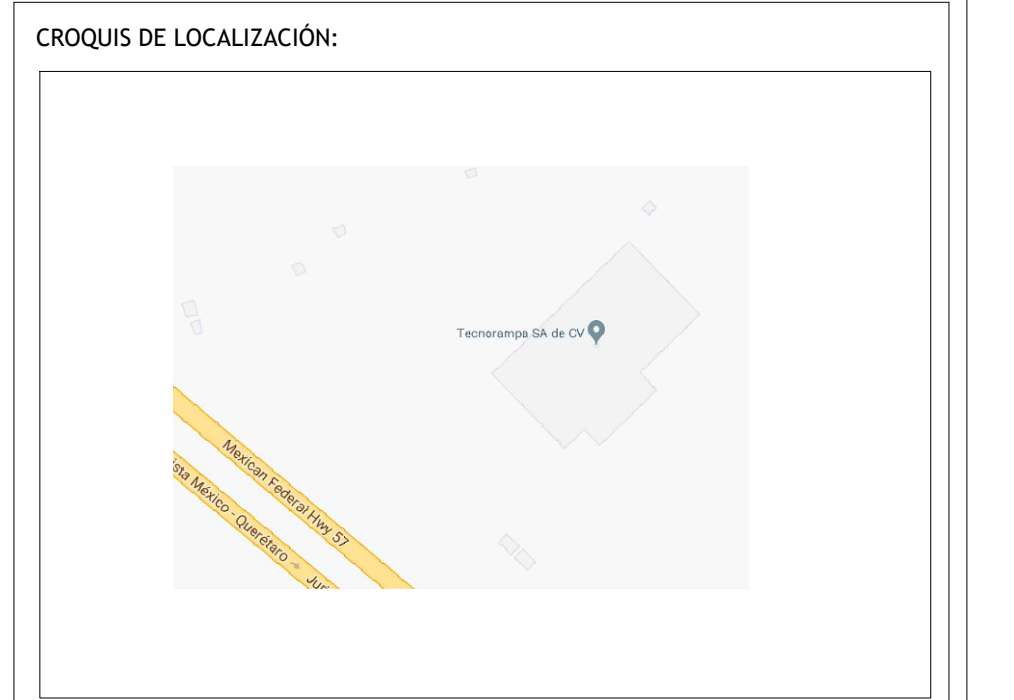 CROQUIS DE LOCALIZACIÓN:
Tecnorampa SA de CV
Mexican Federal Hwy 57
ista México - Querétaro